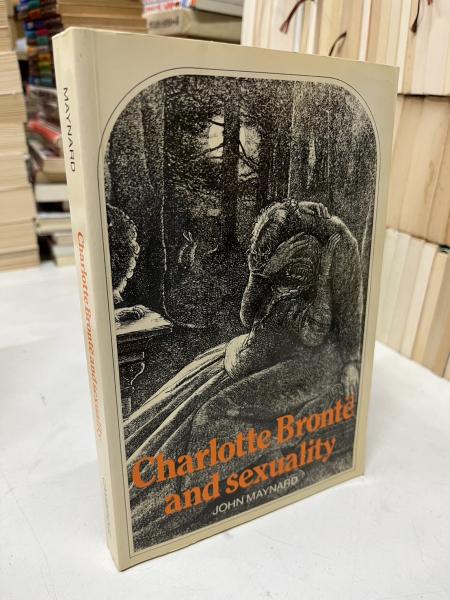 MAYNARD
Charlotte Brontë and sexuality
Charlotte Brontë
and sexuality
JOHN MAYNARD